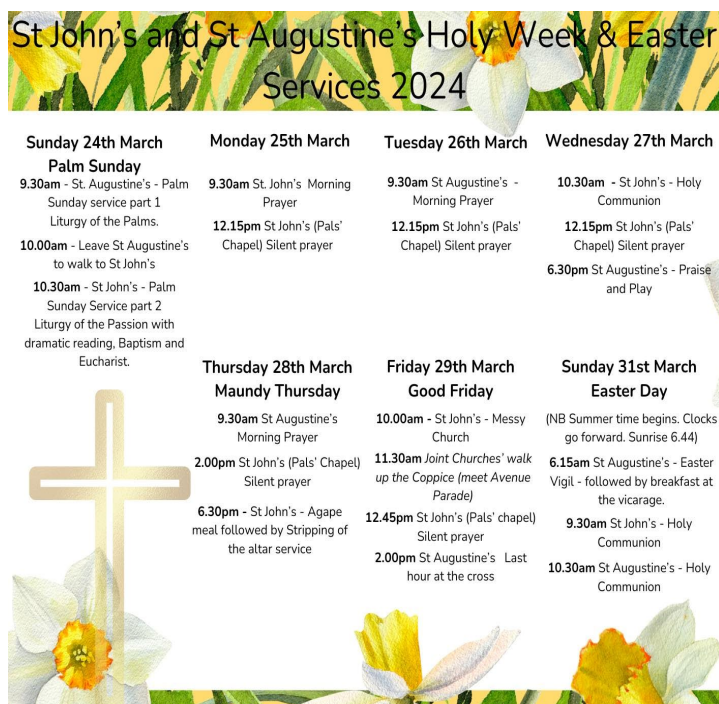 St John's and St Augustine's Holy Week & Easter
Services 2024
Sunday 24th March
Palm Sunday
9.30am - St. Augustine's - Palm
Sunday service part 1
Liturgy of the Palms.
10.00am - Leave St Augustine's
to walk to St John's
10.30am - St John's - Palm
Sunday Service part 2
Liturgy of the Passion with
dramatic reading, Baptism and
Eucharist.
Monday 25th March
9.30am St. John's Morning
Prayer
12.15pm St John's (Pals'
Chapel) Silent prayer
Tuesday 26th March
9.30am St Augustine's -
Morning Prayer
12.15pm St John's (Pals'
Chapel) Silent prayer
Wednesday 27th March
10.30am - St John's - Holy
Communion
12.15pm St John's (Pals'
Chapel) Silent prayer
6.30pm St Augustine's - Praise
and Play
Thursday 28th March
Maundy Thursday
9.30am St Augustine's
Morning Prayer
2.00pm St John's (Pals' Chapel)
Silent prayer
6.30pm - St John's - Agape
meal followed by Stripping of
the altar service
Friday 29th March
Good Friday
10.00am - St John's - Messy
Church
11.30am Joint Churches' walk
up the Coppice (meet Avenue
Parade)
12.45pm St John's (Pals' chapel)
Silent prayer
2.00pm St Augustine's Last
hour at the cross
Sunday 31st March
Easter Day
(NB Summer time begins. Clocks
go forward. Sunrise 6.44)
6.15am St Augustine's - Easter
Vigil - followed by breakfast at
the vicarage.
9.30am St John's - Holy
Communion
10.30am St Augustine's - Holy
Communion